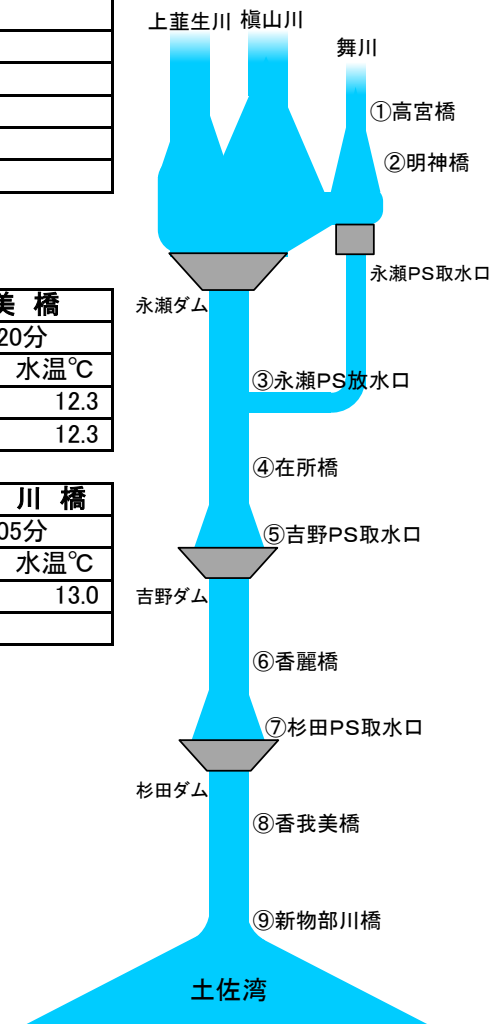 上韮生川 槇山川
舞川
①高宮橋
②明神橋
永瀬PS取水口
永瀬ダム
③永瀬PS放水口
④在所橋
⑤吉野PS取水口
吉野ダム
⑥香麗橋
⑦杉田PS取水口
杉田ダム
⑧香我美橋
⑨新物部川橋
土佐湾
美 橋
20分
水温℃
12.3
12.3
川 橋
05分
水温℃
13.0